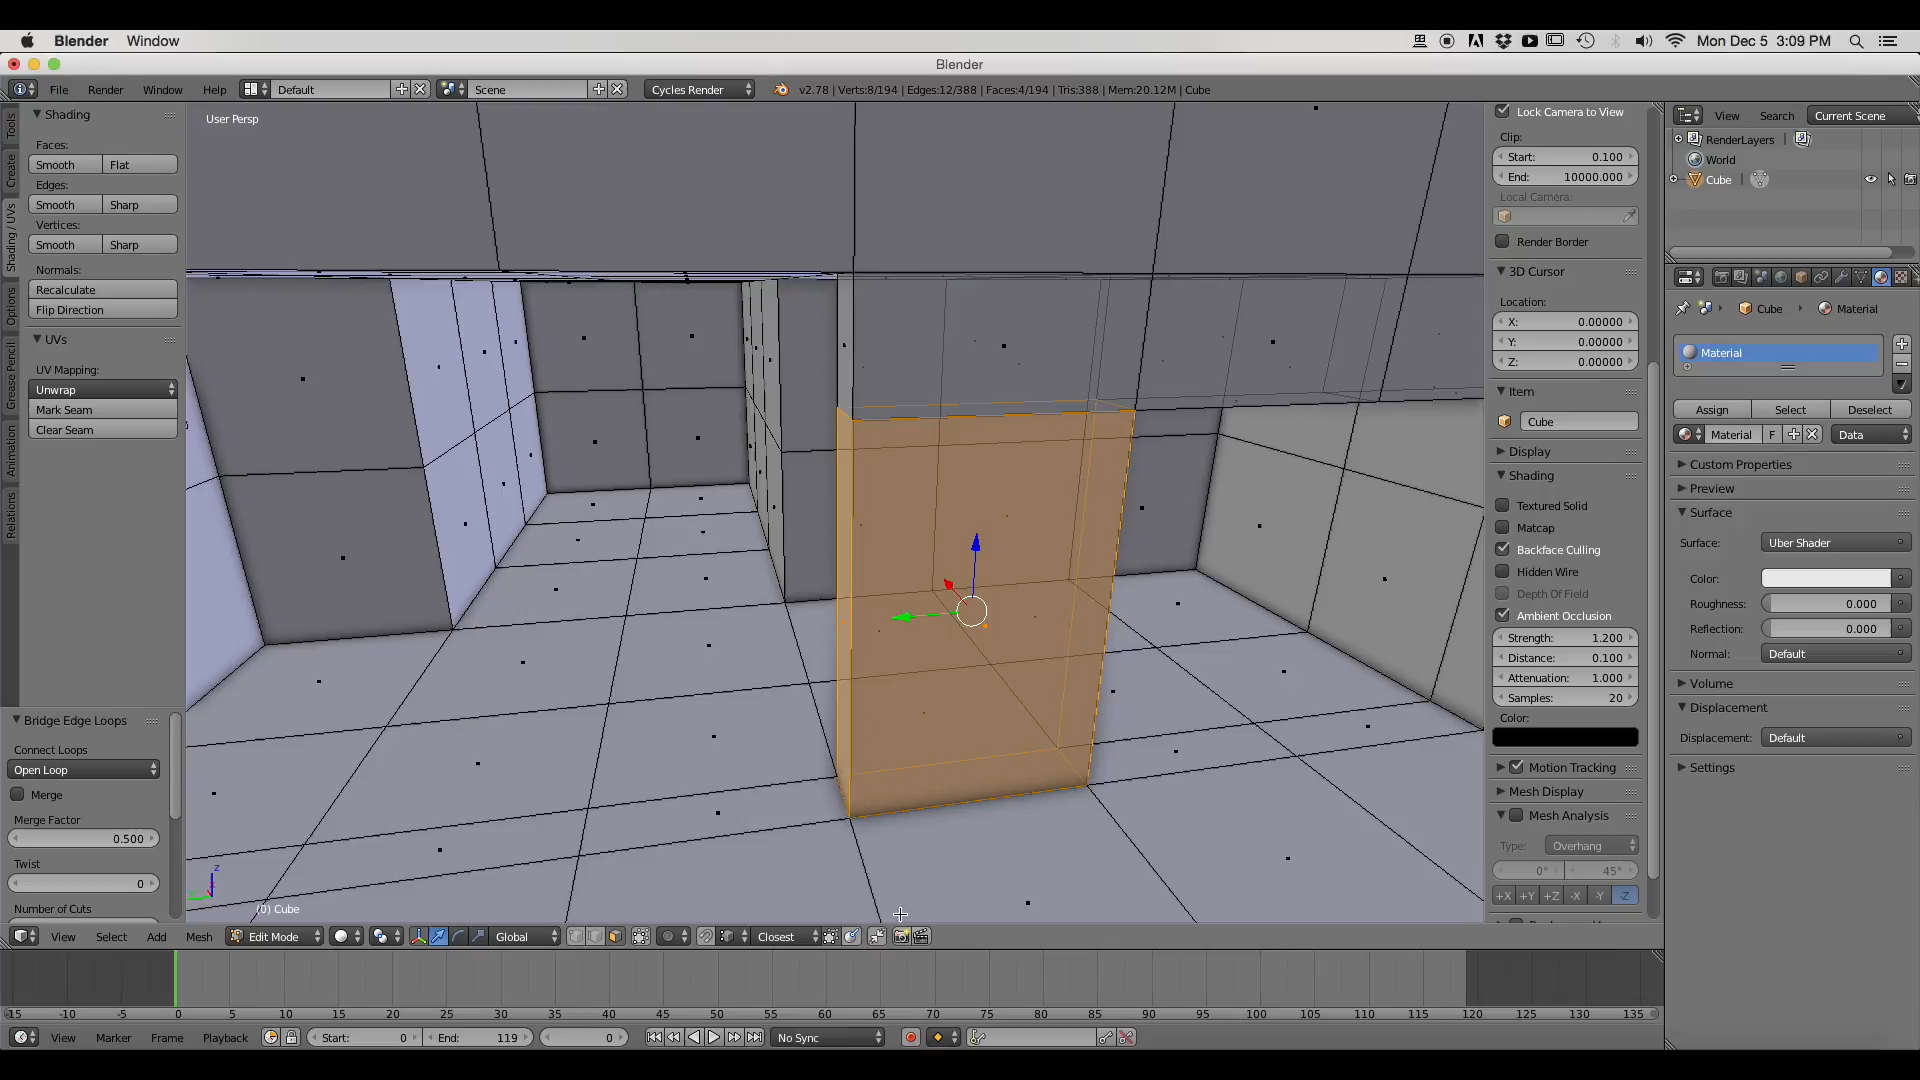 Blender Window Mon Dec 5 3:09 PM
Blender
File Render Window Help Default Scene Cycles Render v2.78 | Verts:8/194 | Edges:12/388 | Faces:4/194 | Tris:388 | Mem:20.12M | Cube
Tools
Create
Shading / UVs
Options
Grease Pencil
Animation
Relations
Shading
Faces:
Smooth Flat
Edges:
Smooth Sharp
Vertices:
Smooth Sharp
Normals:
Recalculate
Flip Direction
UVs
UV Mapping:
Unwrap
Mark Seam
Clear Seam
Bridge Edge Loops
Connect Loops
Open Loop
Merge
Merge Factor
0.500
Twist
0
Number of Cuts
User Persp
z
(0) Cube
Lock Camera to View
Clip:
Start: 0.100
End: 10000.000
Local Camera:
Render Border
3D Cursor
Location:
X: 0.00000
Y: 0.00000
Z: 0.00000
Item
Cube
Display
Shading
Textured Solid
Matcap
Backface Culling
Hidden Wire
Depth Of Field
Ambient Occlusion
Strength: 1.200
Distance: 0.100
Attenuation: 1.000
Samples: 20
Color:
Motion Tracking
Mesh Display
Mesh Analysis
Type: Overhang
0° 45°
+X +Y +Z -X -Y -Z
View Search Current Scene
RenderLayers |
World
Cube |
Cube Material
Material
Assign Select Deselect
Material F Data
Custom Properties
Preview
Surface
Surface: Uber Shader
Color:
Roughness: 0.000
Reflection: 0.000
Normal: Default
Volume
Displacement
Displacement: Default
Settings
View Select Add Mesh Edit Mode Global Closest
-15 -10 -5 0 5 10 15 20 25 30 35 40 45 50 55 60 65 70 75 80 85 90 95 100 105 110 115 120 125 130 135
View Marker Frame Playback Start: 0 End: 119 0 No Sync